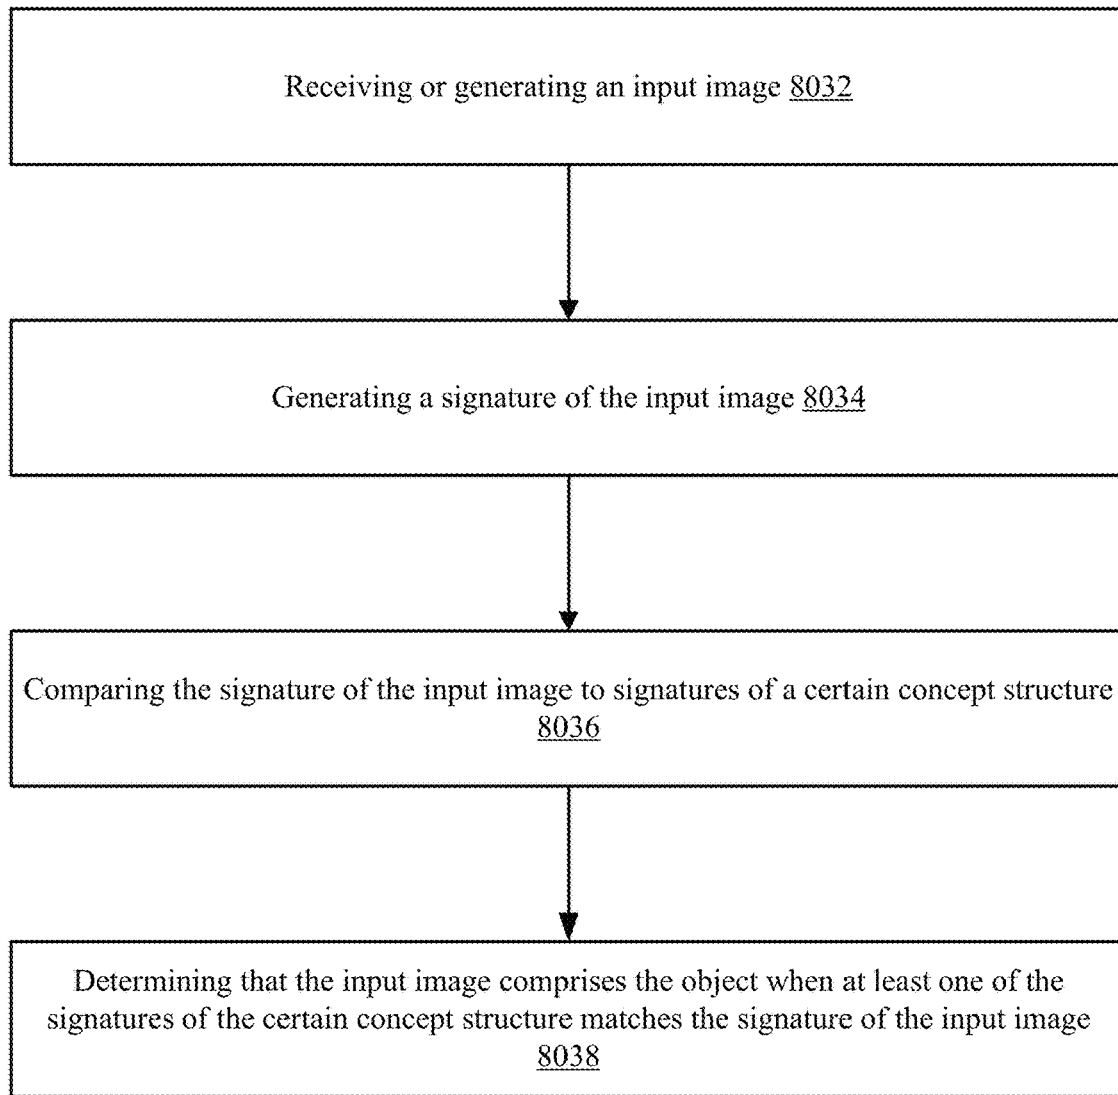 Receiving or generating an input image 8032
Generating a signature of the input image 8034
Comparing the signature of the input image to signatures of a certain concept structure
8036
Determining that the input image comprises the object when at least one of the
signatures of the certain concept structure matches the signature of the input image
8038